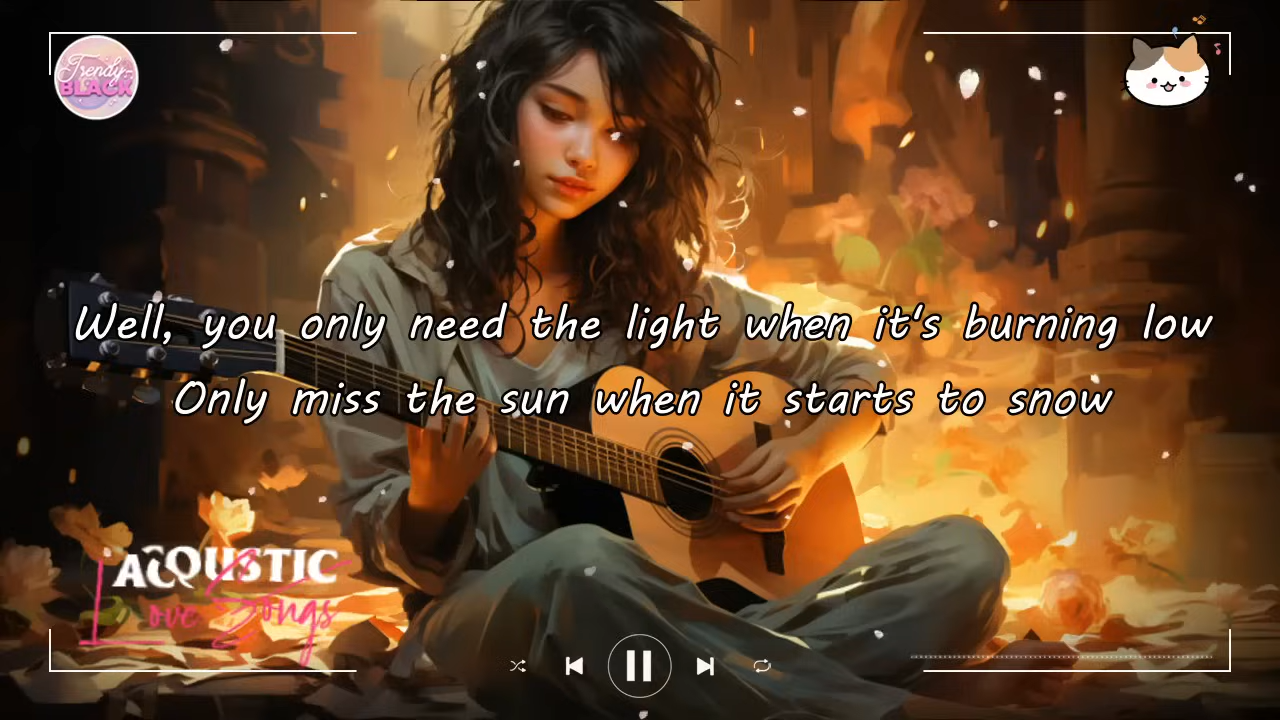 Trendy
BLACK
Well, you only need the light when it's burning low
Only miss the sun when it starts to snow
ACOUSTIC
Love Songs